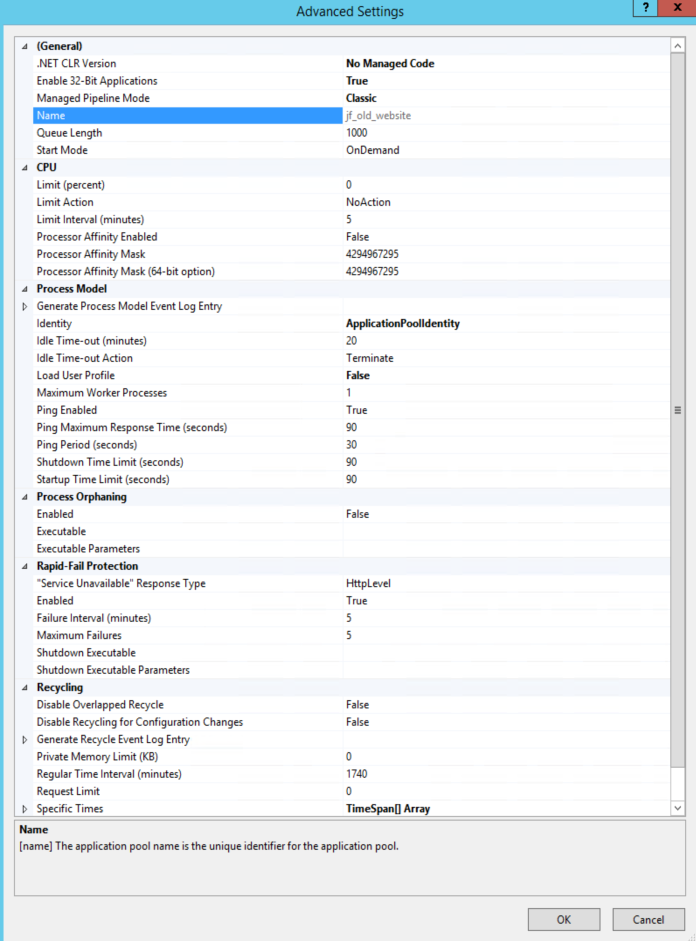 Advanced Settings
? x
(General)
.NET CLR Version No Managed Code
Enable 32-Bit Applications True
Managed Pipeline Mode Classic
Name jf_old_website
Queue Length 1000
Start Mode OnDemand
CPU
Limit (percent) 0
Limit Action NoAction
Limit Interval (minutes) 5
Processor Affinity Enabled False
Processor Affinity Mask 4294967295
Processor Affinity Mask (64-bit option) 4294967295
Process Model
Generate Process Model Event Log Entry
Identity ApplicationPoolIdentity
Idle Time-out (minutes) 20
Idle Time-out Action Terminate
Load User Profile False
Maximum Worker Processes 1
Ping Enabled True
Ping Maximum Response Time (seconds) 90
Ping Period (seconds) 30
Shutdown Time Limit (seconds) 90
Startup Time Limit (seconds) 90
Process Orphaning
Enabled False
Executable
Executable Parameters
Rapid-Fail Protection
"Service Unavailable" Response Type HttpLevel
Enabled True
Failure Interval (minutes) 5
Maximum Failures 5
Shutdown Executable
Shutdown Executable Parameters
Recycling
Disable Overlapped Recycle False
Disable Recycling for Configuration Changes False
Generate Recycle Event Log Entry
Private Memory Limit (KB) 0
Regular Time Interval (minutes) 1740
Request Limit 0
Specific Times TimeSpan[] Array
Name
[name] The application pool name is the unique identifier for the application pool.
OK Cancel